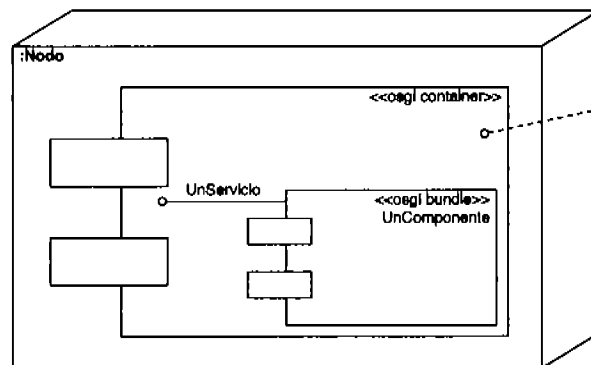 :Nodo
<<osgi container>>
UnServicio
<<osgi bundle>>
UnComponente